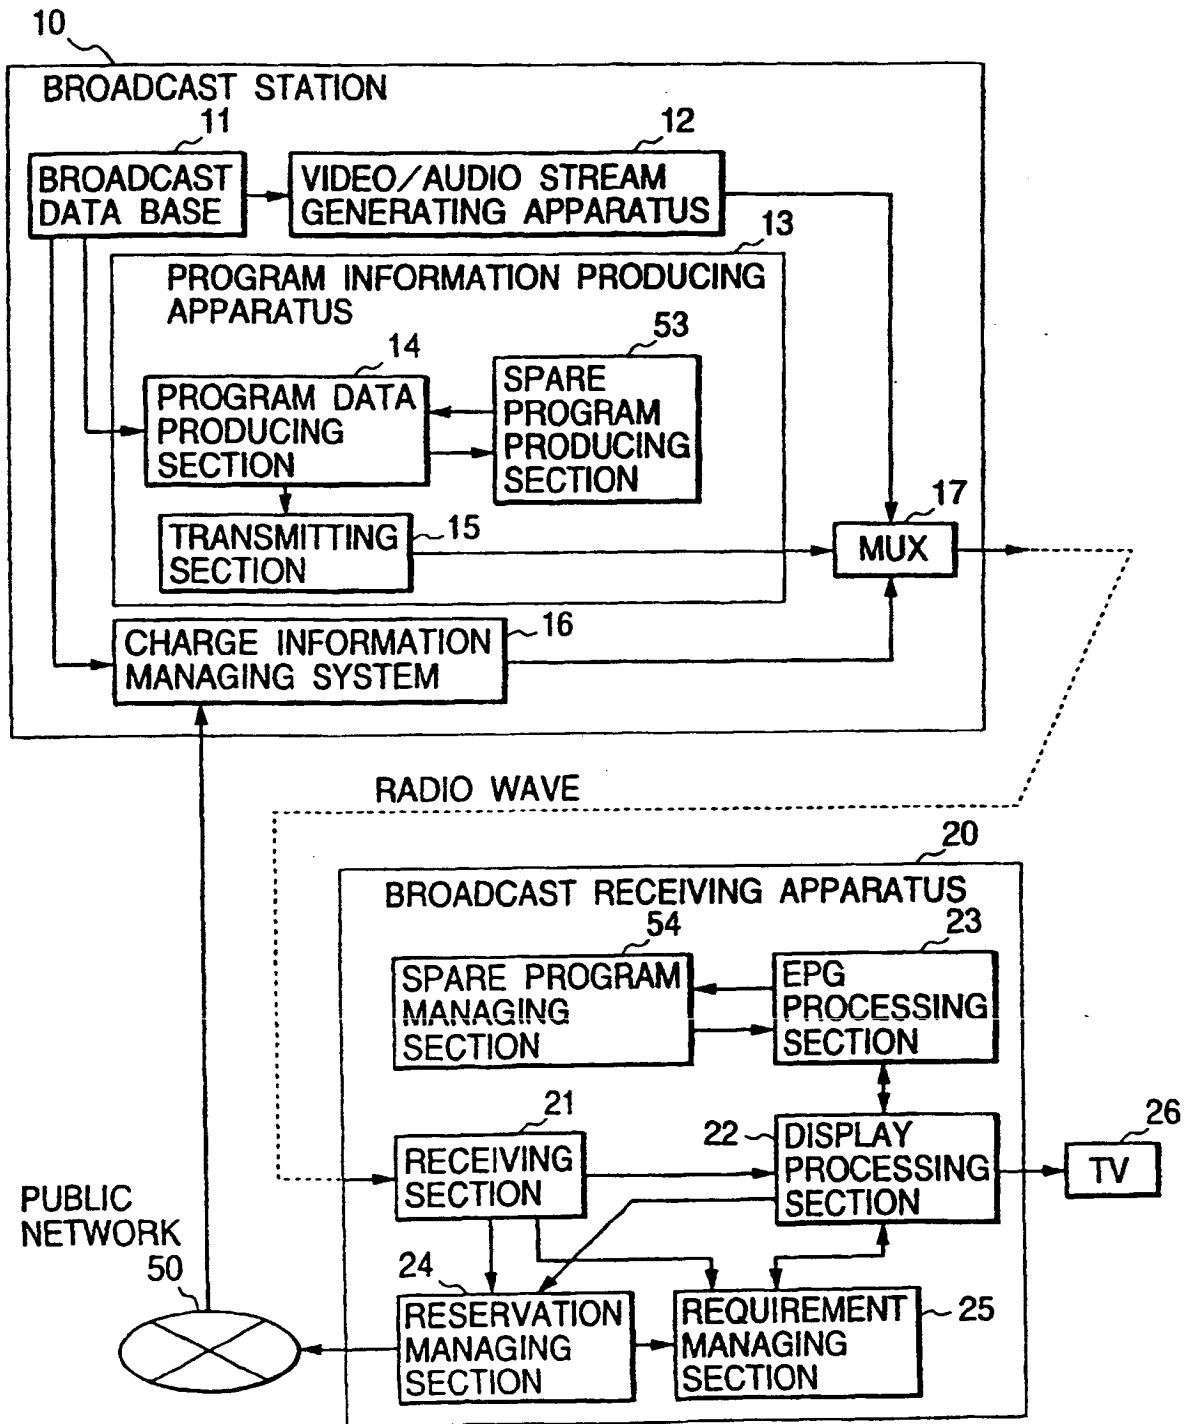 10
BROADCAST STATION
11
12
BROADCAST
DATA BASE
VIDEO/AUDIO STREAM
GENERATING APPARATUS
13
PROGRAM INFORMATION PRODUCING
APPARATUS
14
53
PROGRAM DATA
PRODUCING
SECTION
SPARE
PROGRAM
PRODUCING
SECTION
15
TRANSMITTING
SECTION
17
MUX
16
CHARGE INFORMATION
MANAGING SYSTEM
RADIO WAVE
20
BROADCAST RECEIVING APPARATUS
54
23
SPARE PROGRAM
MANAGING
SECTION
EPG
PROCESSING
SECTION
21
22
26
RECEIVING
SECTION
DISPLAY
PROCESSING
SECTION
TV
PUBLIC
NETWORK
50
24
25
RESERVATION
MANAGING
SECTION
REQUIREMENT
MANAGING
SECTION